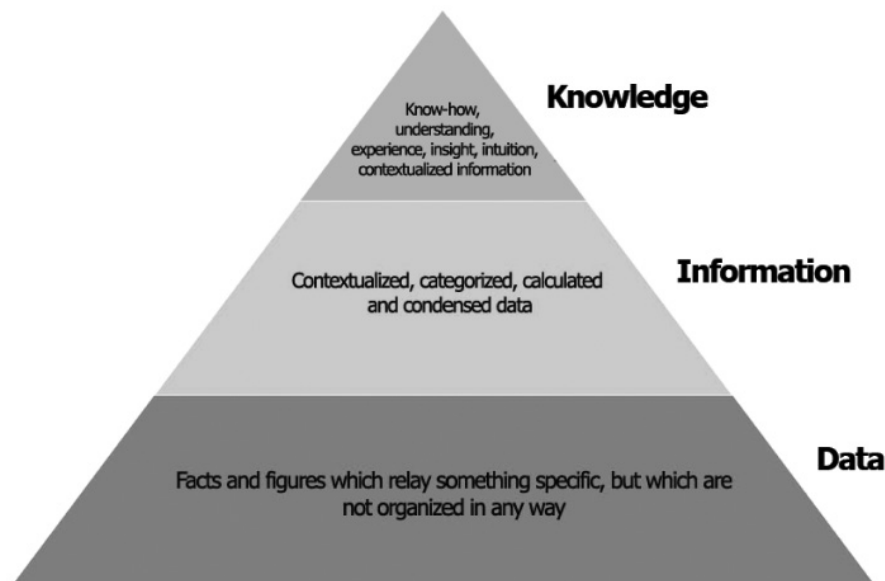 Knowledge
Know-how,
understanding,
experience, insight, intuition,
contextualized information
Information
Contextualized, categorized, calculated
and condensed data
Data
Facts and figures which relay something specific, but which are
not organized in any way